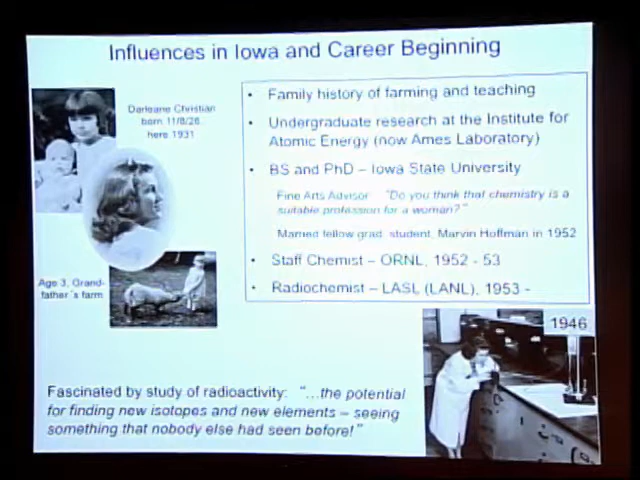 Influences in Iowa and Career Beginning
Darleane Christian
born 11/8/26
here 1931
• Family history of farming and teaching
• Undergraduate research at the Institute for
Atomic Energy (now Ames Laboratory)
• BS and PhD – Iowa State University
Fine Arts Advisor: "Do you think that chemistry is a
suitable profession for a woman?"
Married fellow grad. student, Marvin Hoffman in 1952
• Staff Chemist – ORNL, 1952 - 53
• Radiochemist – LASL (LANL), 1953 -
Age 3, Grand-
father's farm
1946
Fascinated by study of radioactivity: "...the potential
for finding new isotopes and new elements – seeing
something that nobody else had seen before!"